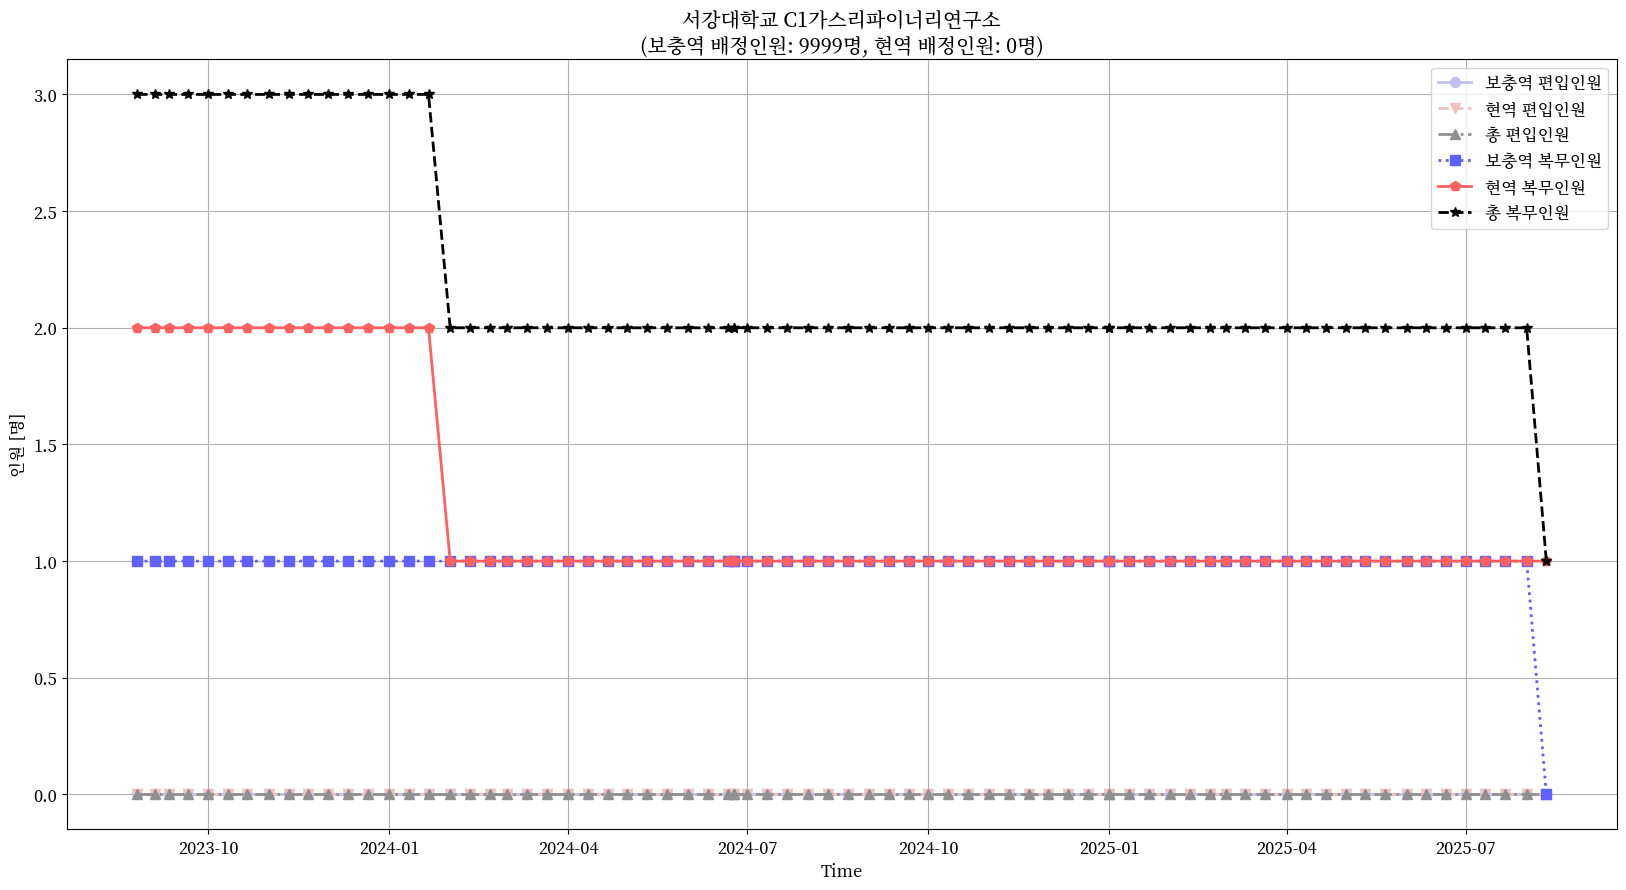 서강대학교 C1가스리파이너리연구소
(보충역 배정인원: 9999명, 현역 배정인원: 0명)
보충역 편입인원
현역 편입인원
총 편입인원
보충역 복무인원
현역 복무인원
총 복무인원
3.0
2.5
2.0
1.5
1.0
0.5
0.0
인원 [명]
2023-10
2024-01
2024-04
2024-07
2024-10
2025-01
2025-04
2025-07
Time